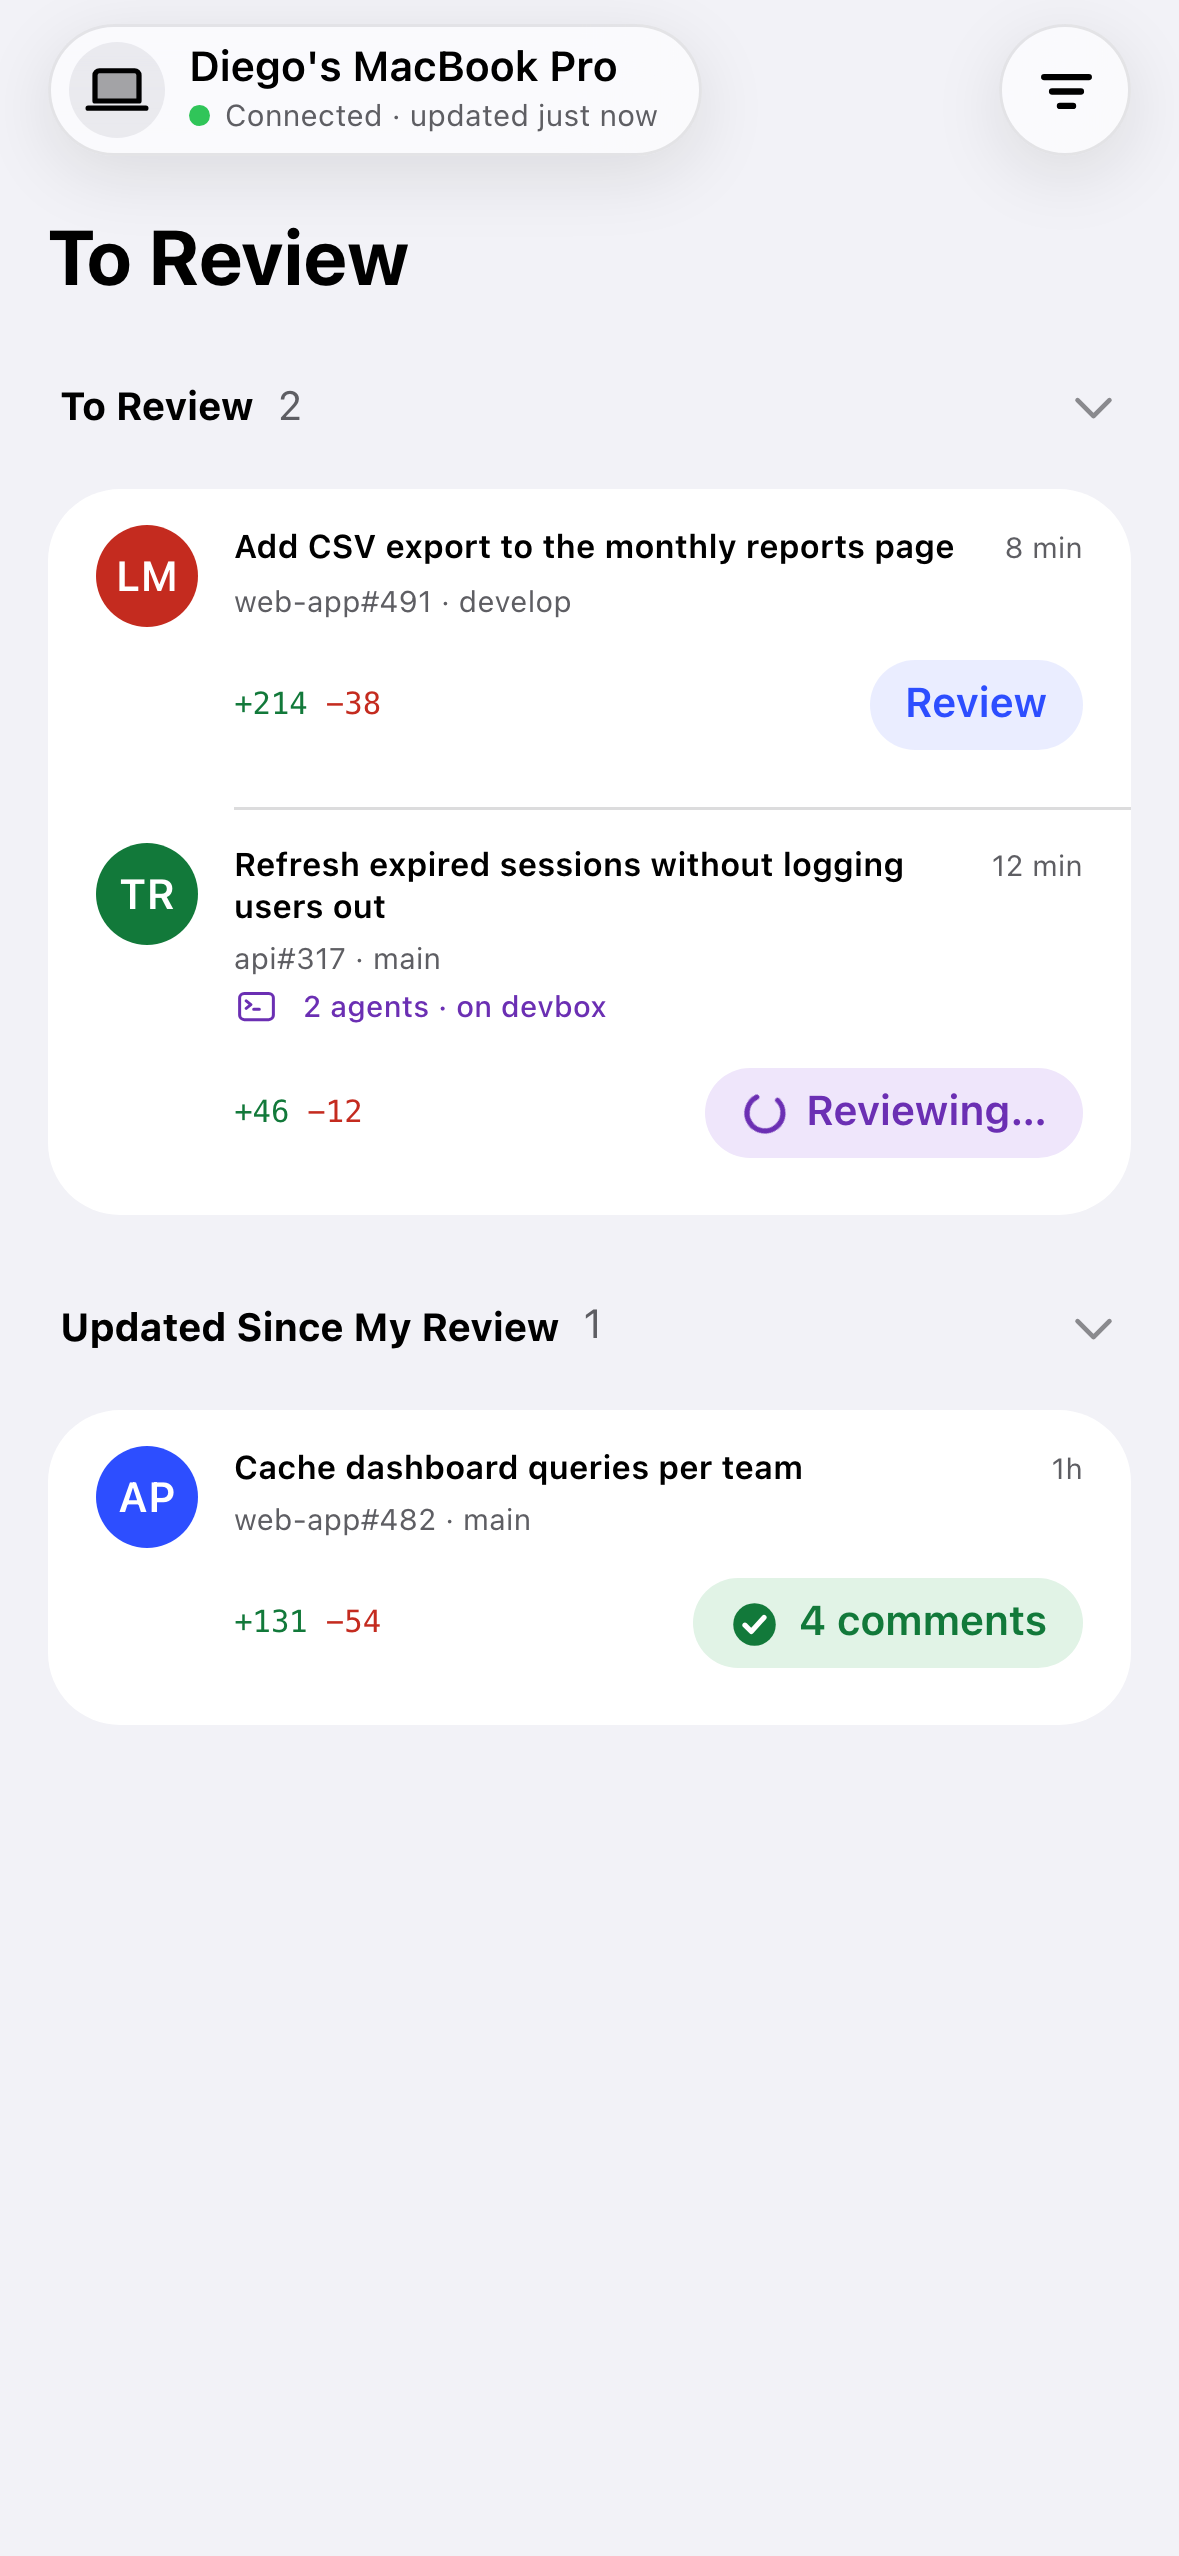 Diego's MacBook Pro
Connected · updated just now
To Review
To Review 2
LM
Add CSV export to the monthly reports page
8 min
web-app#491 · develop
+214 −38
Review
TR
Refresh expired sessions without logging
users out
12 min
api#317 · main
2 agents · on devbox
+46 −12
Reviewing...
Updated Since My Review 1
AP
Cache dashboard queries per team
1h
web-app#482 · main
+131 −54
4 comments